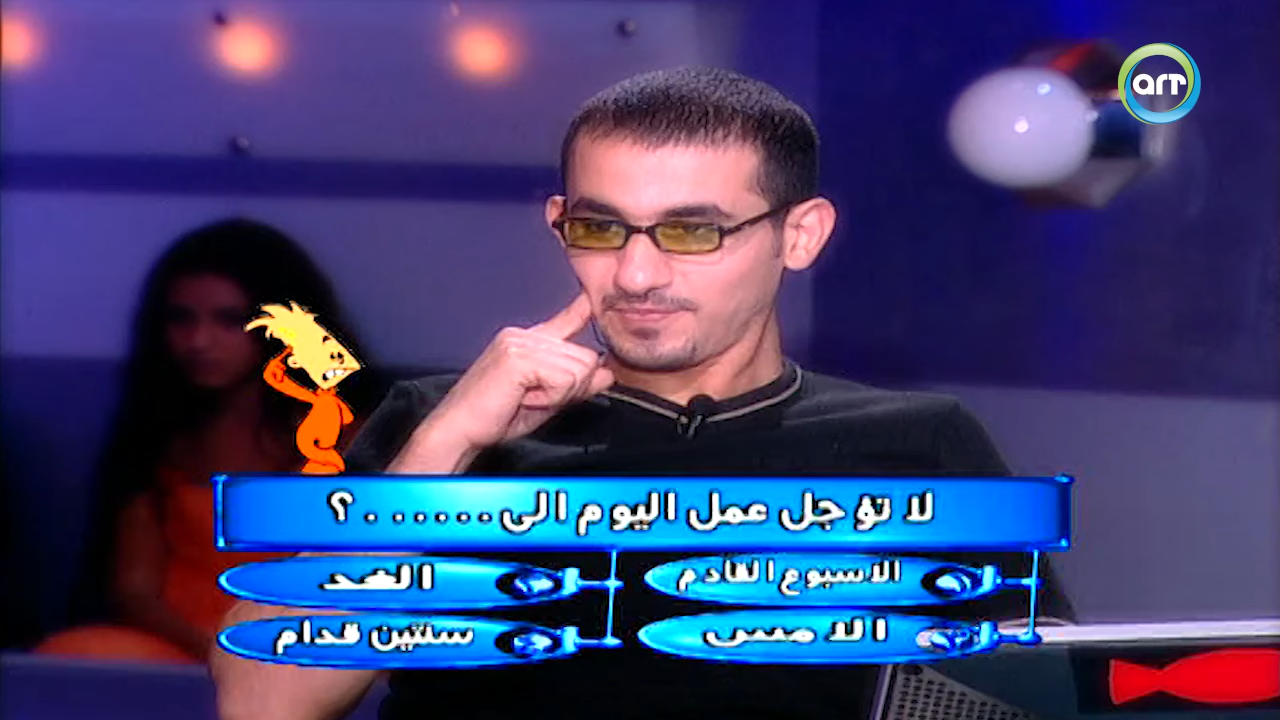 art
لا تؤجل عمل اليوم الى.......؟
الاسبوع القادم
الغد
الامس
سنتين قدام